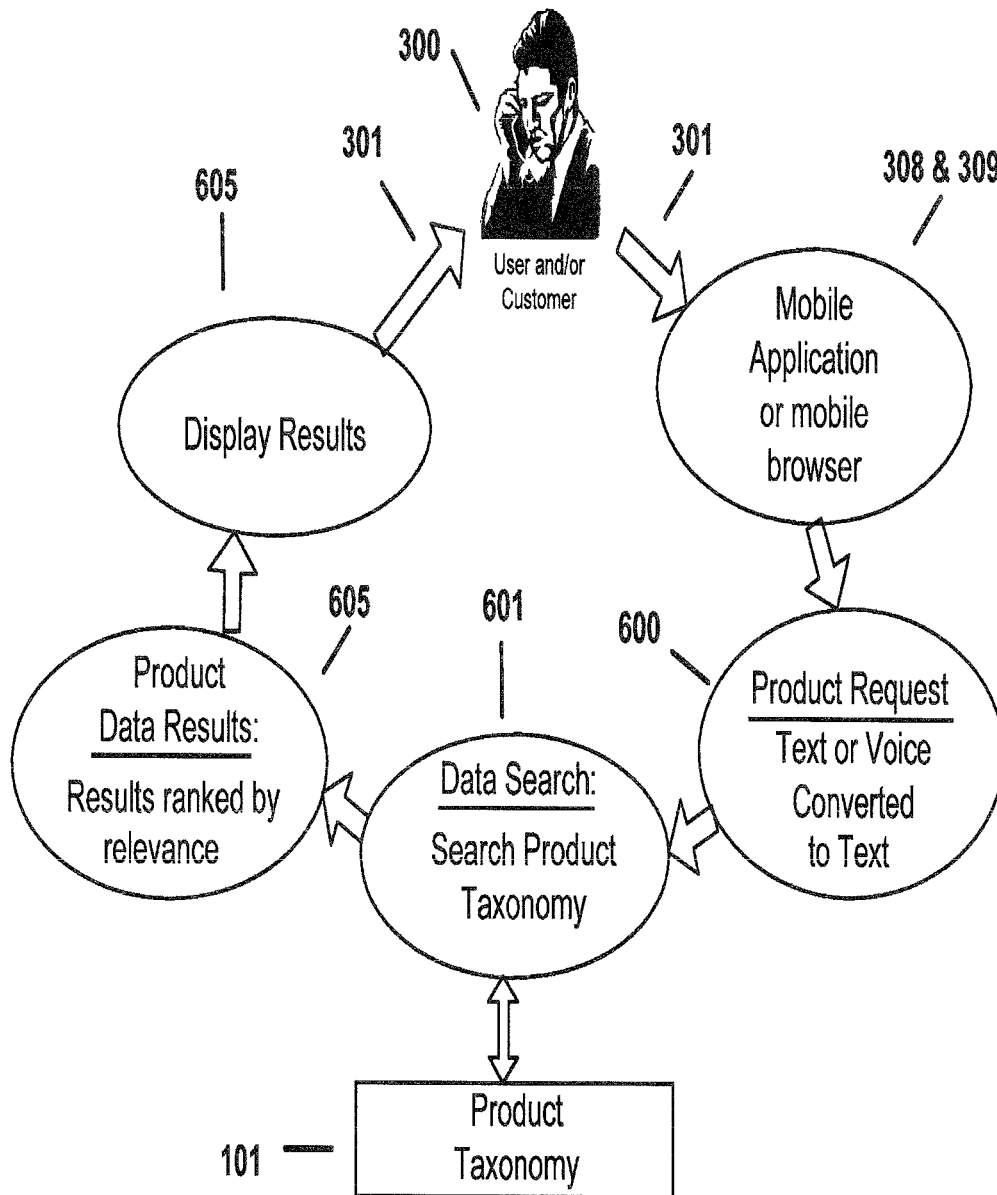 300
301
301
605
308 & 309
User and/or
Customer
Mobile
Application
or mobile
browser
Display Results
605
601
600
Product
Data Results:
Results ranked by
relevance
Data Search:
Search Product
Taxonomy
Product Request
Text or Voice
Converted
to Text
Product
Taxonomy
101